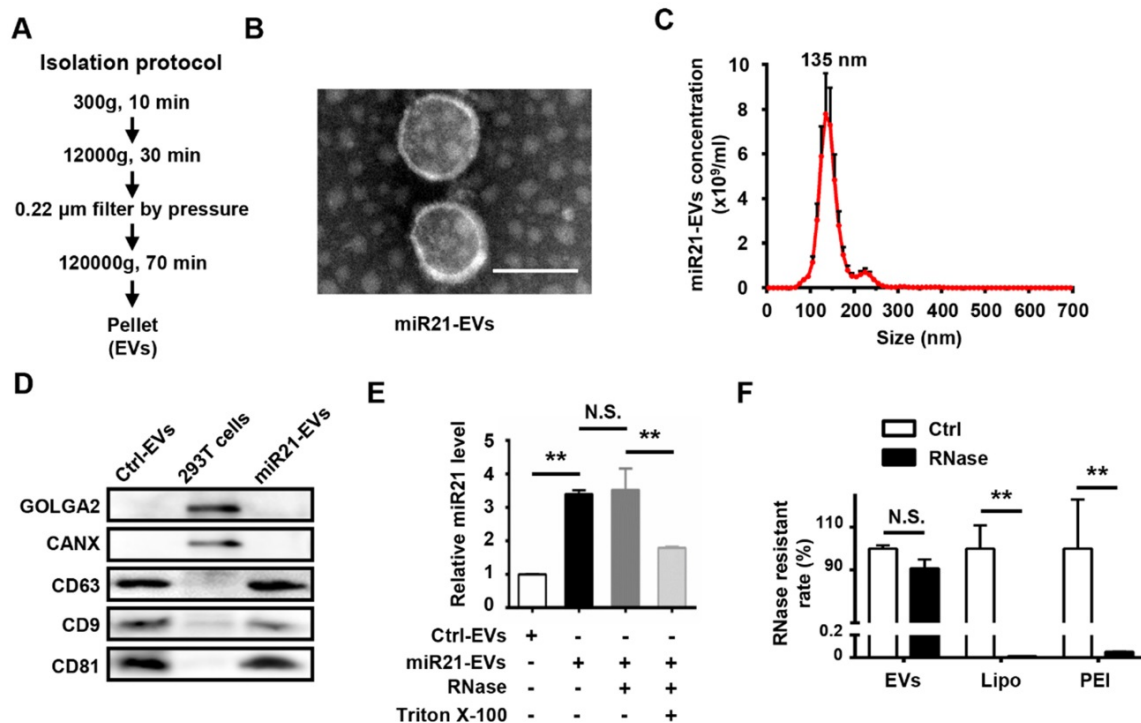 A
Isolation protocol
300g, 10 min
12000g, 30 min
0.22 µm filter by pressure
120000g, 70 min
Pellet
(EVs)
B
miR21-EVs
C
135 nm
miR21-EVs concentration
(x10⁹/ml)
10
8
6
4
2
0
0 100 200 300 400 500 600 700
Size (nm)
D
Ctrl-EVs 293T cells miR21-EVs
GOLGA2
CANX
CD63
CD9
CD81
E
N.S.
** **
Relative miR21 level
5
4
3
2
1
0
Ctrl-EVs + - - -
miR21-EVs - + + +
RNase - - + +
Triton X-100 - - - +
F
Ctrl
RNase
N.S. ** **
RNase resistant
rate (%)
110
90
0.2
0
EVs Lipo PEI